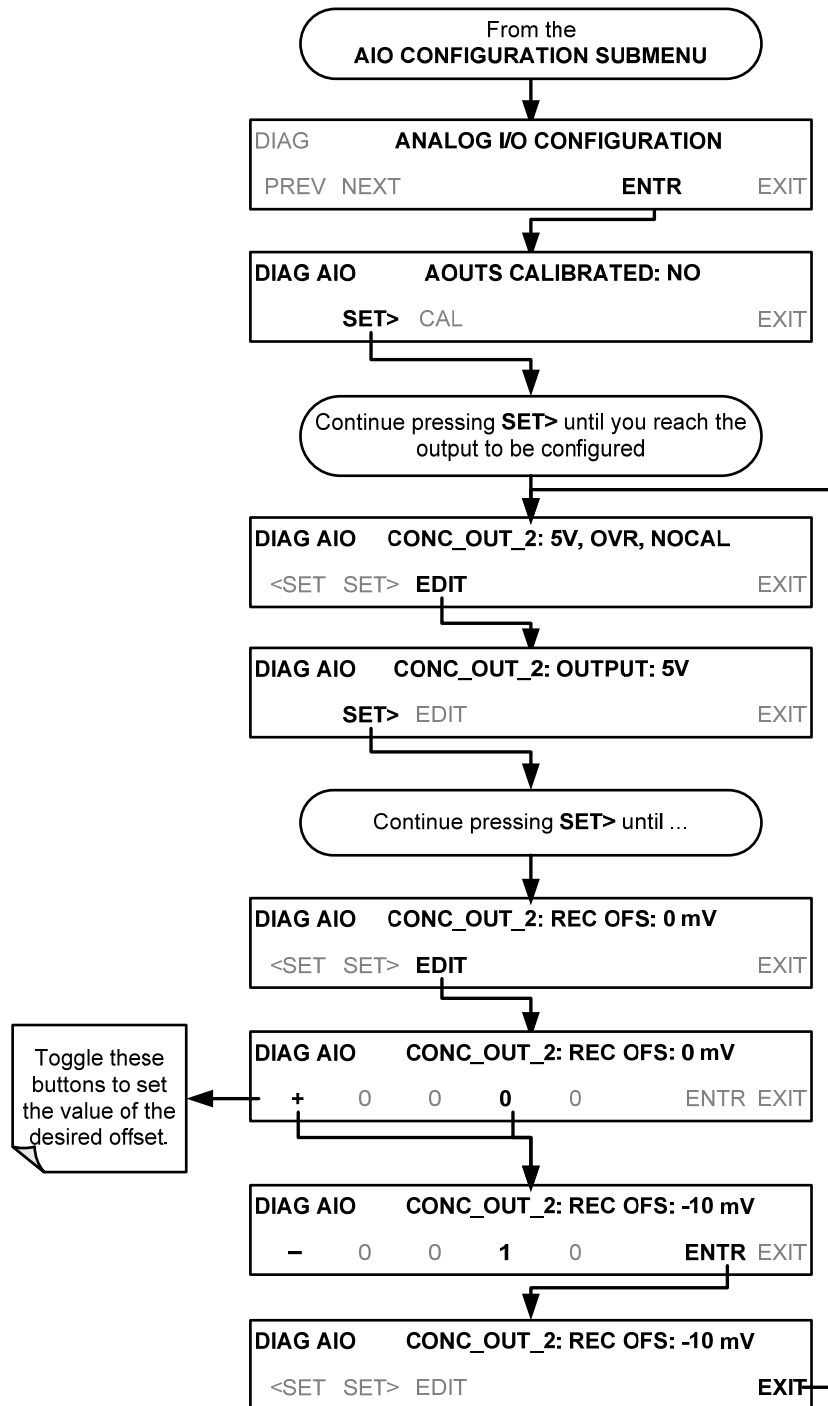 From the
AIO CONFIGURATION SUBMENU
DIAG ANALOG I/O CONFIGURATION
PREV NEXT ENTR EXIT
DIAG AIO AOUTS CALIBRATED: NO
SET> CAL EXIT
Continue pressing SET> until you reach the
output to be configured
DIAG AIO CONC_OUT_2: 5V, OVR, NOCAL
<SET SET> EDIT EXIT
DIAG AIO CONC_OUT_2: OUTPUT: 5V
SET> EDIT EXIT
Continue pressing SET> until ...
DIAG AIO CONC_OUT_2: REC OFS: 0 mV
<SET SET> EDIT EXIT
Toggle these
buttons to set
the value of the
desired offset.
DIAG AIO CONC_OUT_2: REC OFS: 0 mV
+ 0 0 0 0 ENTR EXIT
DIAG AIO CONC_OUT_2: REC OFS: -10 mV
– 0 0 1 0 ENTR EXIT
DIAG AIO CONC_OUT_2: REC OFS: -10 mV
<SET SET> EDIT EXIT